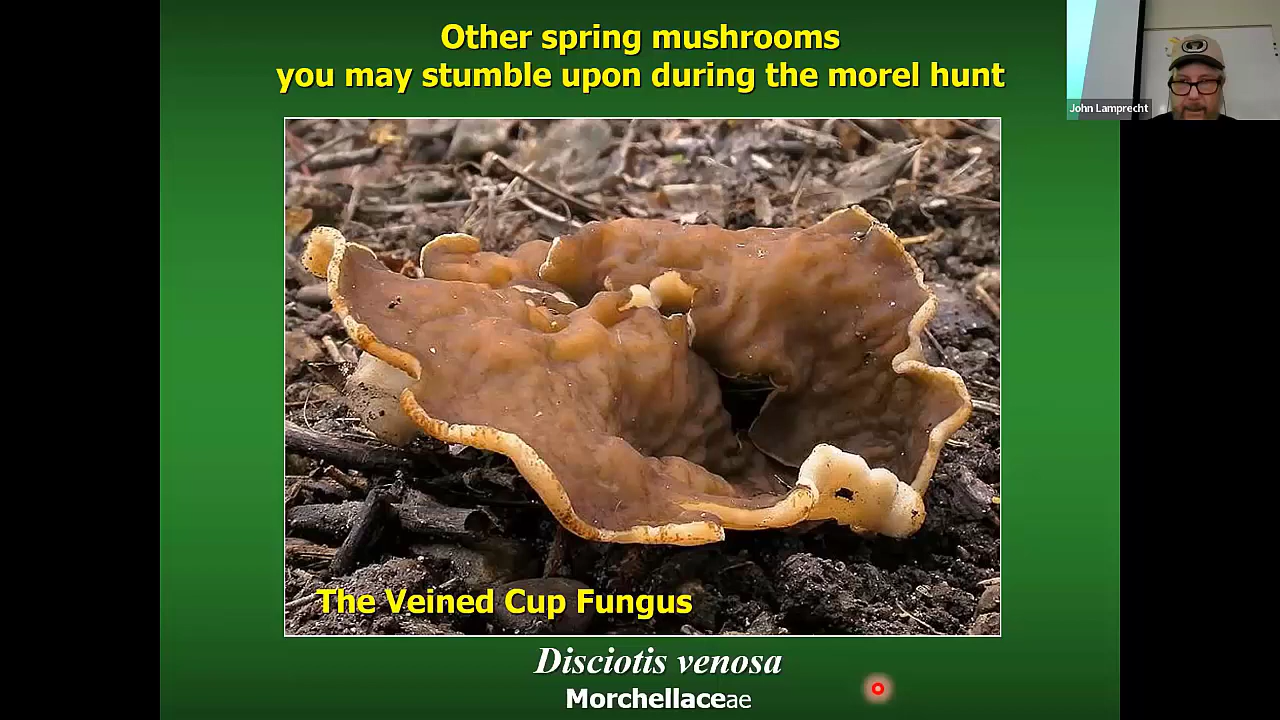 Other spring mushrooms
you may stumble upon during the morel hunt
John Lamprecht
The Veined Cup Fungus
Disciotis venosa
Morchellaceae